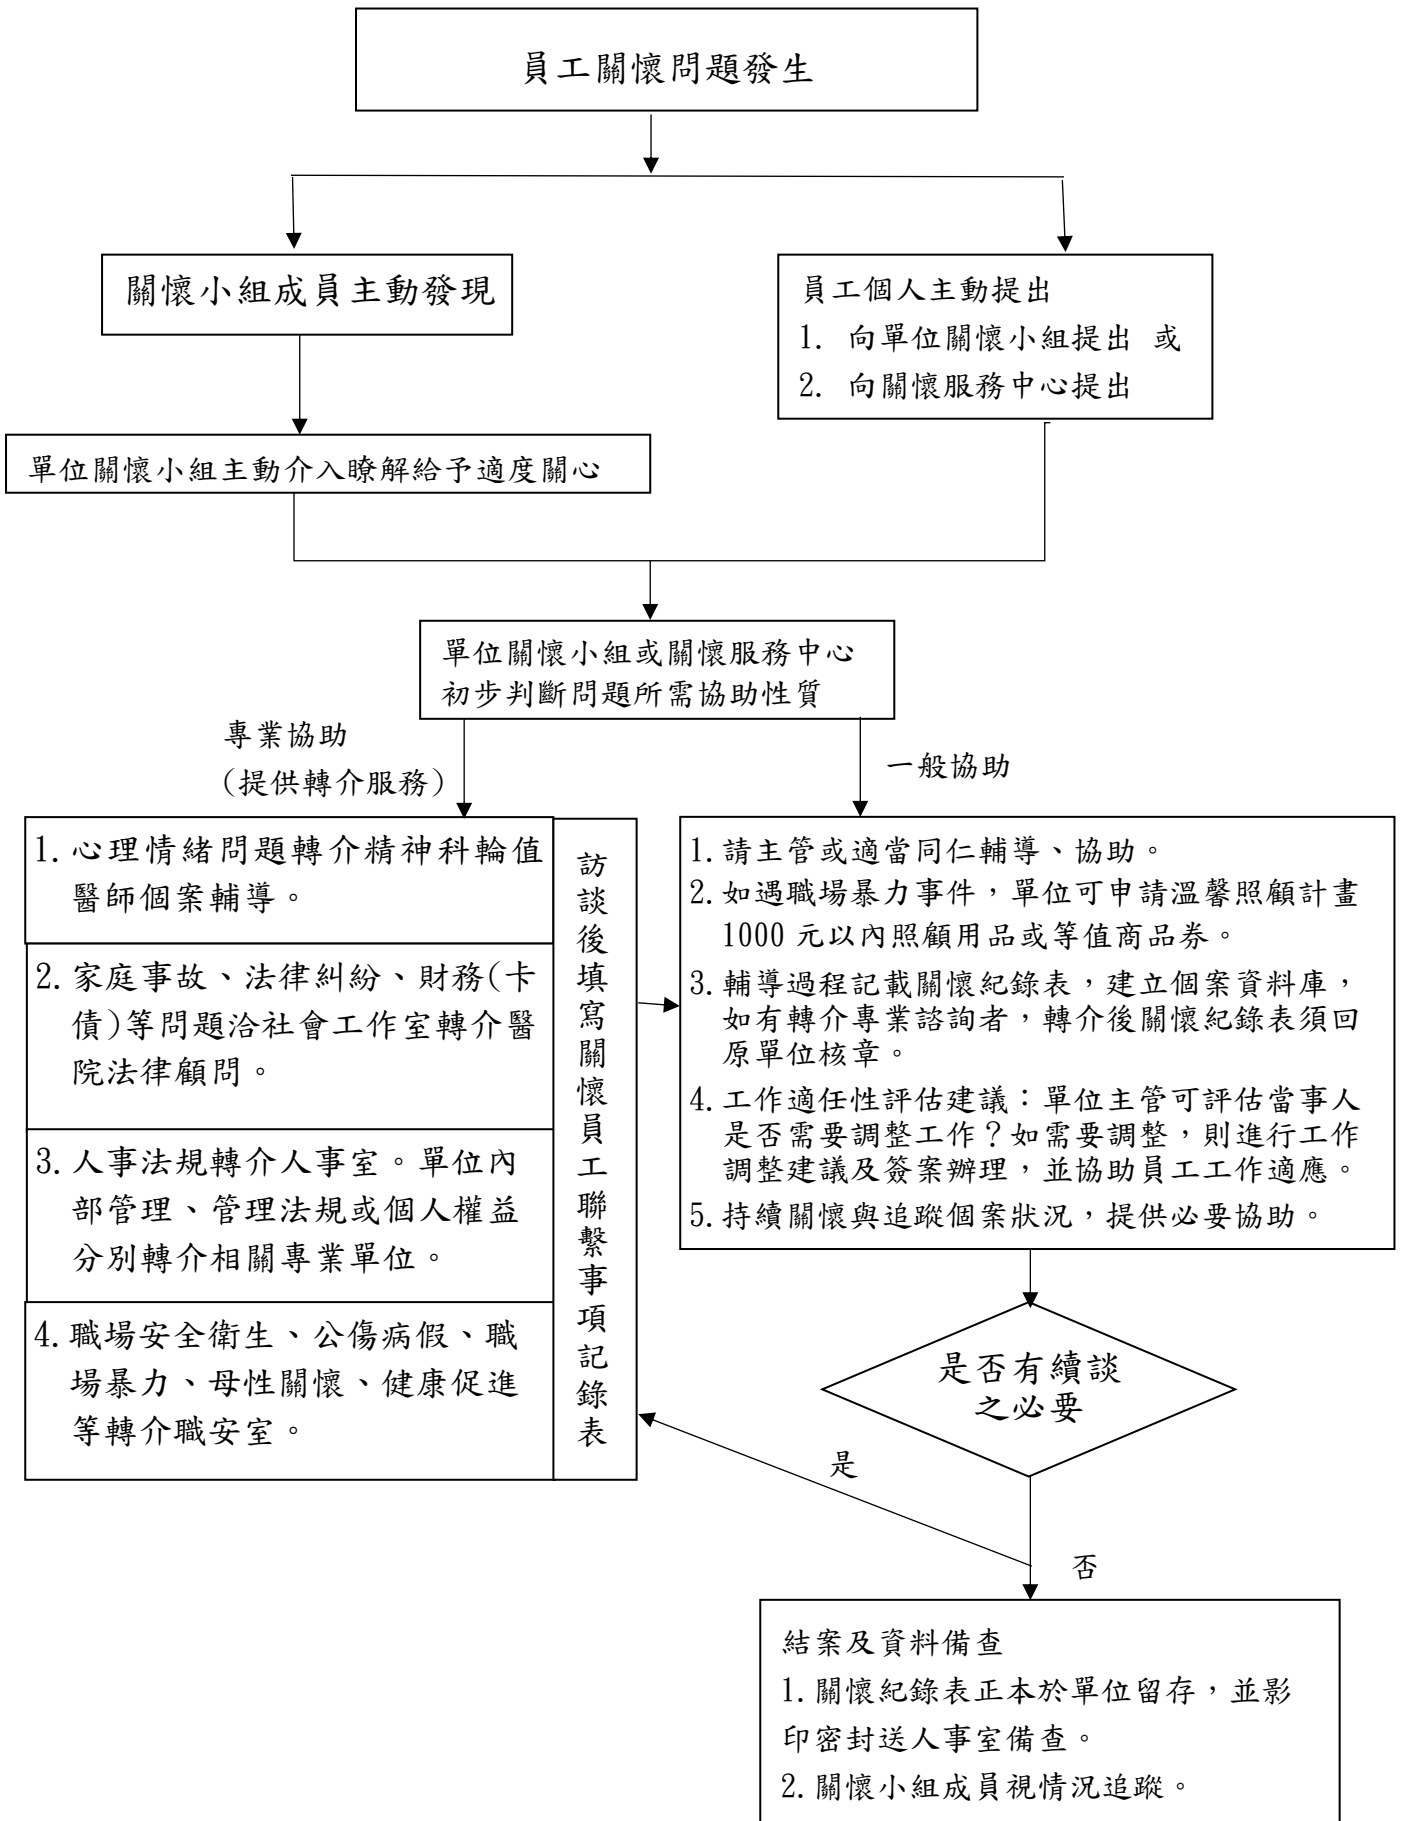 員工關懷問題發生
關懷小組成員主動發現
員工個人主動提出
1. 向單位關懷小組提出 或
2. 向關懷服務中心提出
單位關懷小組主動介入瞭解給予適度關心
單位關懷小組或關懷服務中心
初步判斷問題所需協助性質
專業協助
(提供轉介服務)
一般協助
1.心理情緒問題轉介精神科輪值
醫師個案輔導。
2.家庭事故、法律糾紛、財務(卡
債)等問題洽社會工作室轉介醫
院法律顧問。
3.人事法規轉介人事室。單位內
部管理、管理法規或個人權益
分別轉介相關專業單位。
4.職場安全衛生、公傷病假、職
場暴力、母性關懷、健康促進
等轉介職安室。
訪談後填寫關懷員工聯繫事項記錄表
1.請主管或適當同仁輔導、協助。
2.如遇職場暴力事件，單位可申請溫馨照顧計畫
1000 元以內照顧用品或等值商品券。
3.輔導過程記載關懷紀錄表，建立個案資料庫，
如有轉介專業諮詢者，轉介後關懷紀錄表須回
原單位核章。
4.工作適任性評估建議：單位主管可評估當事人
是否需要調整工作？如需要調整，則進行工作
調整建議及簽案辦理，並協助員工工作適應。
5.持續關懷與追蹤個案狀況，提供必要協助。
是否有續談
之必要
是
否
結案及資料備查
1.關懷紀錄表正本於單位留存，並影
印密封送人事室備查。
2.關懷小組成員視情況追蹤。